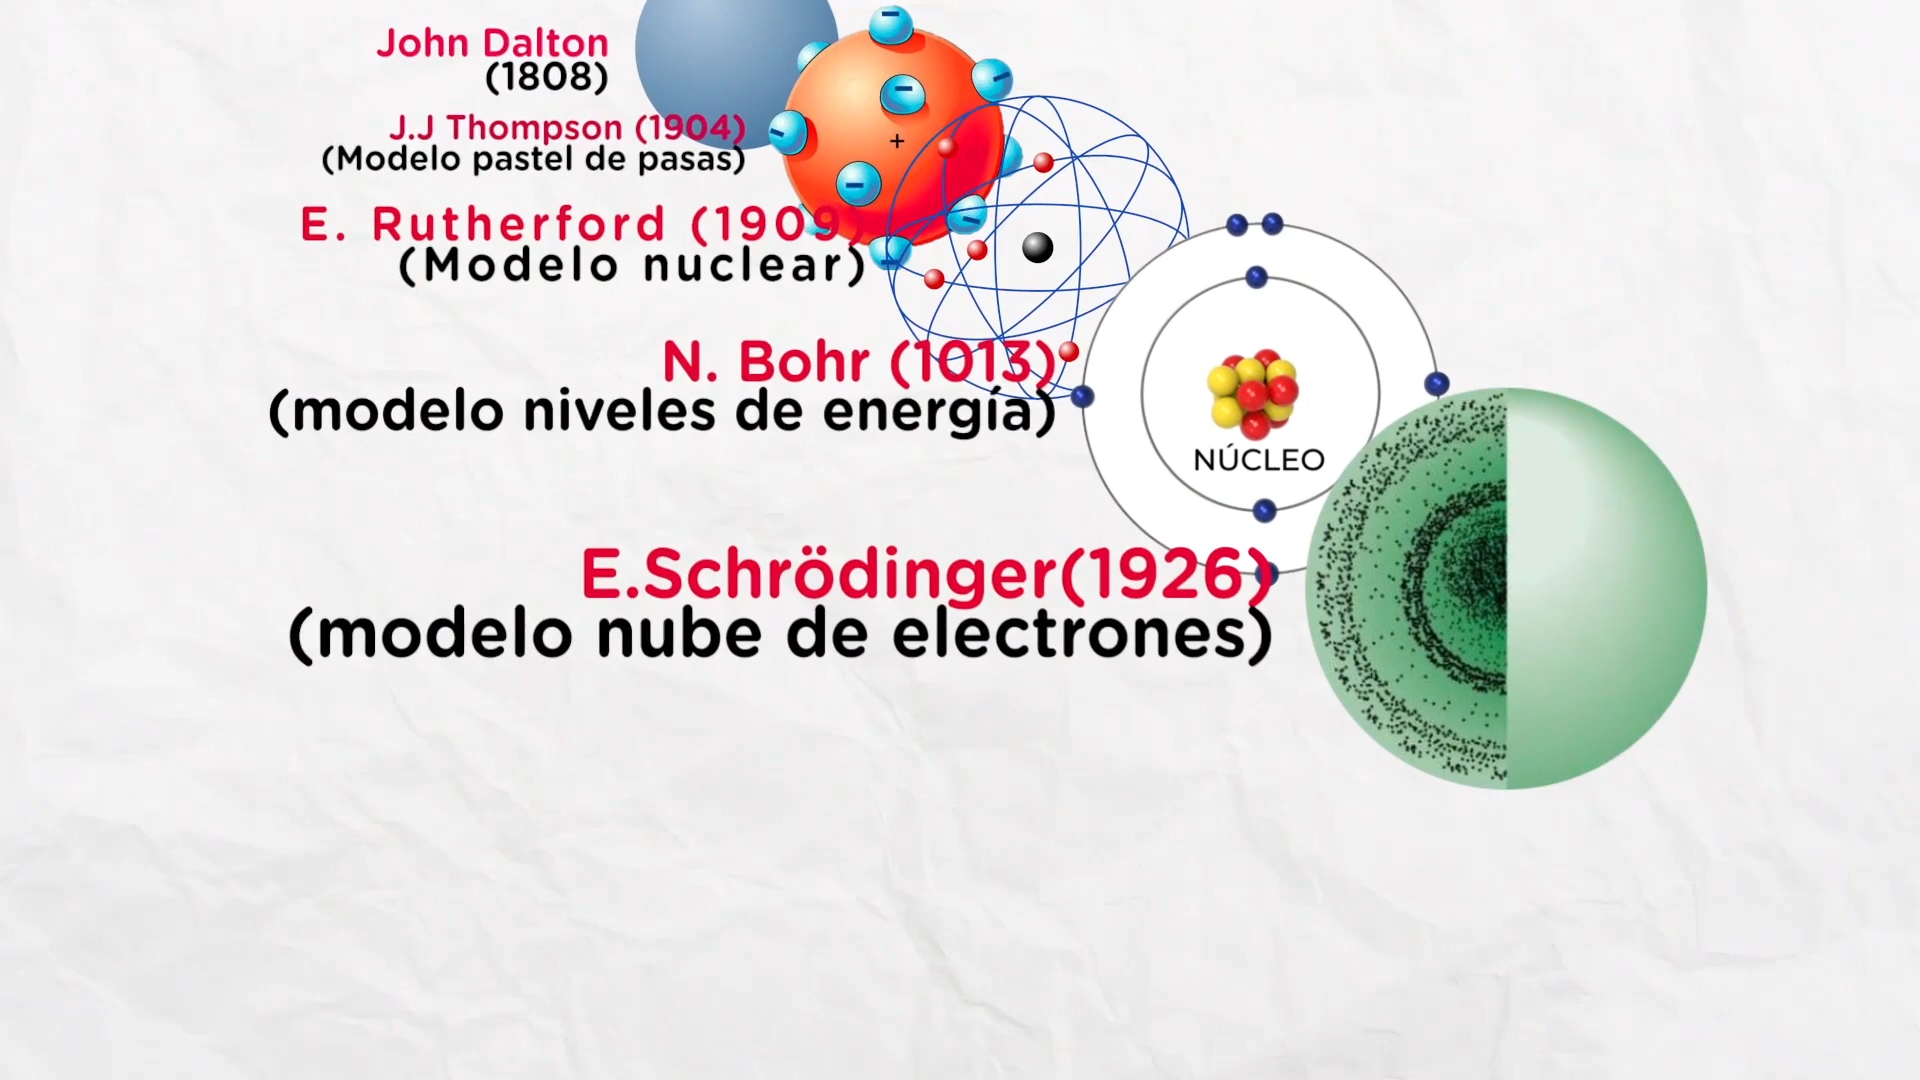 John Dalton
(1808)
J.J Thompson (1904)
(Modelo pastel de pasas)
E. Rutherford (1909)
(Modelo nuclear)
N. Bohr (1013)
(modelo niveles de energía)
NÚCLEO
E.Schrödinger(1926)
(modelo nube de electrones)